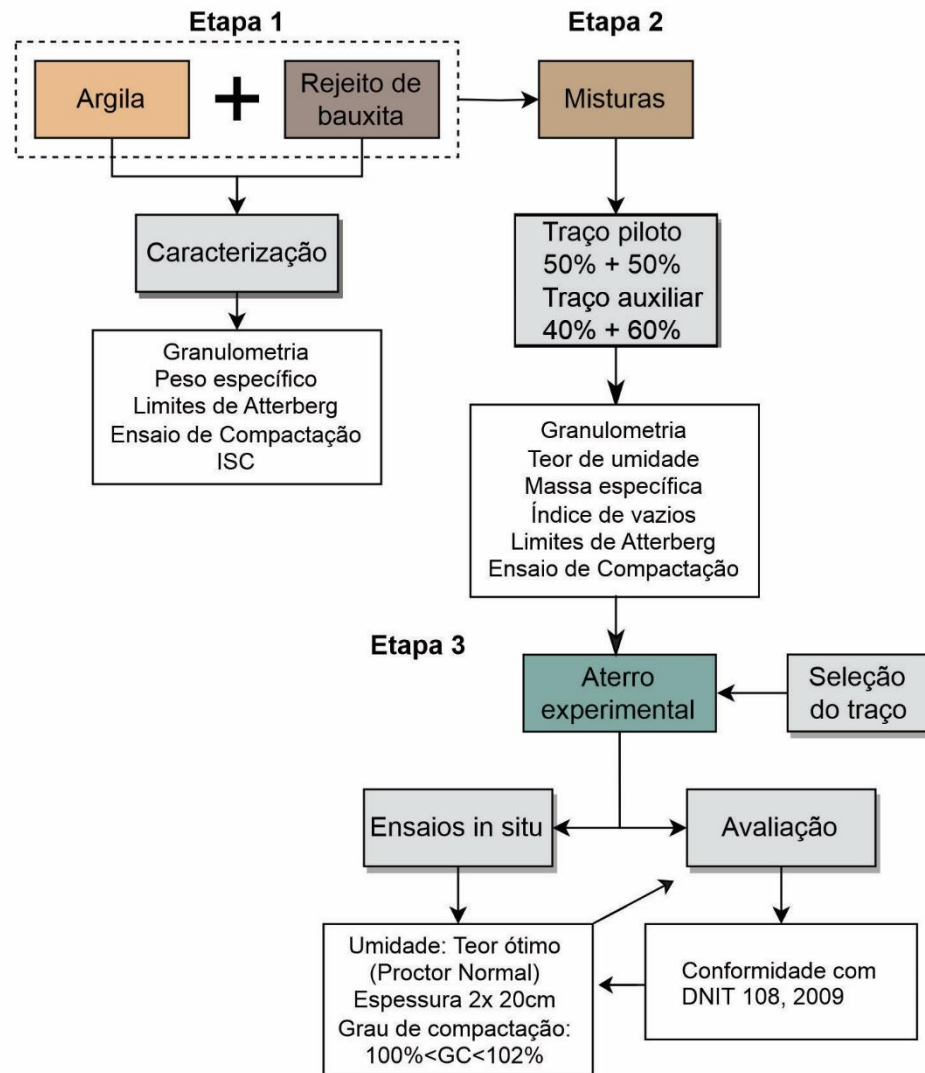 Etapa 1
Etapa 2
Argila
+
Rejeito de
bauxita
Misturas
Caracterização
Traço piloto
50% + 50%
Traço auxiliar
40% + 60%
Granulometria
Peso específico
Limites de Atterberg
Ensaio de Compactação
ISC
Granulometria
Teor de umidade
Massa específica
Índice de vazios
Limites de Atterberg
Ensaio de Compactação
Etapa 3
Aterro
experimental
Seleção
do traço
Ensaios in situ
Avaliação
Umidade: Teor ótimo
(Proctor Normal)
Espessura 2x 20cm
Grau de compactação:
100%<GC<102%
Conformidade com
DNIT 108, 2009